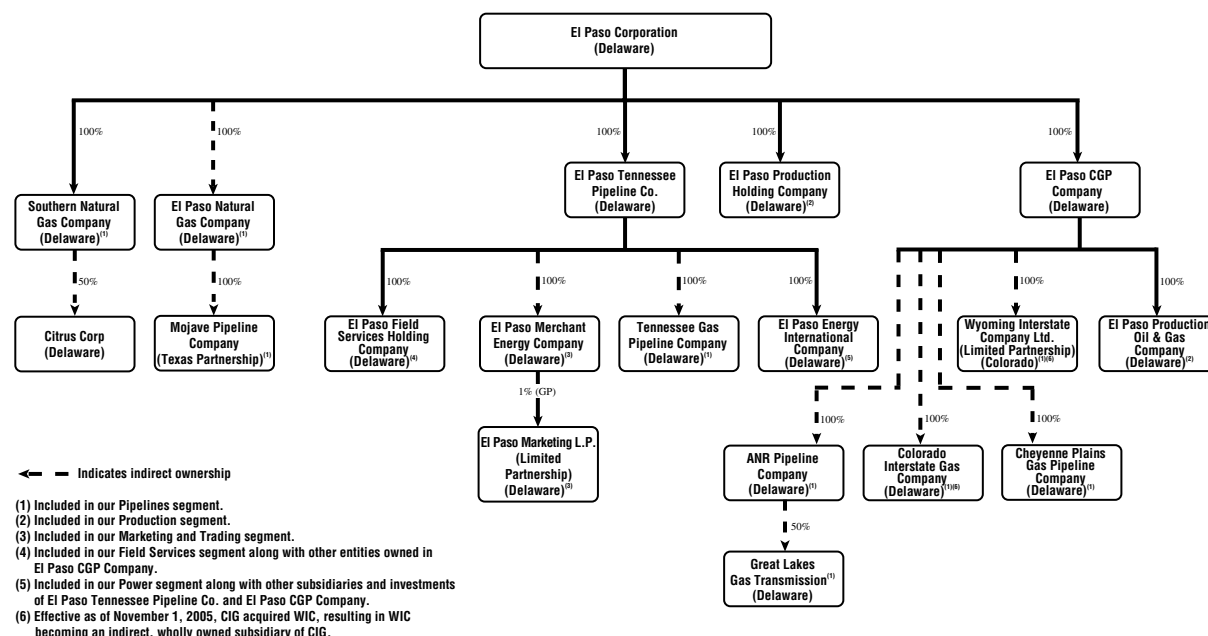 El Paso Corporation
(Delaware)
100%
100%
100%
100%
100%
Southern Natural
Gas Company
(Delaware)(1)
El Paso Natural
Gas Company
(Delaware)(1)
El Paso Tennessee
Pipeline Co.
(Delaware)
El Paso Production
Holding Company
(Delaware)(2)
El Paso CGP
Company
(Delaware)
50%
100%
100%
100%
100%
100%
100%
100%
Citrus Corp
(Delaware)
Mojave Pipeline
Company
(Texas Partnership)(1)
El Paso Field
Services Holding
Company
(Delaware)(4)
El Paso Merchant
Energy Company
(Delaware)(3)
Tennessee Gas
Pipeline Company
(Delaware)(1)
El Paso Energy
International
Company
(Delaware)(5)
Wyoming Interstate
Company Ltd.
(Limited Partnership)
(Colorado)(1)(6)
El Paso Production
Oil & Gas
Company
(Delaware)(2)
1% (GP)
100%
100%
100%
El Paso Marketing L.P.
(Limited
Partnership)
(Delaware)(3)
ANR Pipeline
Company
(Delaware)(1)
Colorado
Interstate Gas
Company
(Delaware)(1)(6)
Cheyenne Plains
Gas Pipeline
Company
(Delaware)(1)
50%
Great Lakes
Gas Transmission(1)
(Delaware)
Indicates indirect ownership
(1) Included in our Pipelines segment.
(2) Included in our Production segment.
(3) Included in our Marketing and Trading segment.
(4) Included in our Field Services segment along with other entities owned in
El Paso CGP Company.
(5) Included in our Power segment along with other subsidiaries and investments
of El Paso Tennessee Pipeline Co. and El Paso CGP Company.
(6) Effective as of November 1, 2005, CIG acquired WIC, resulting in WIC
becoming an indirect, wholly owned subsidiary of CIG.